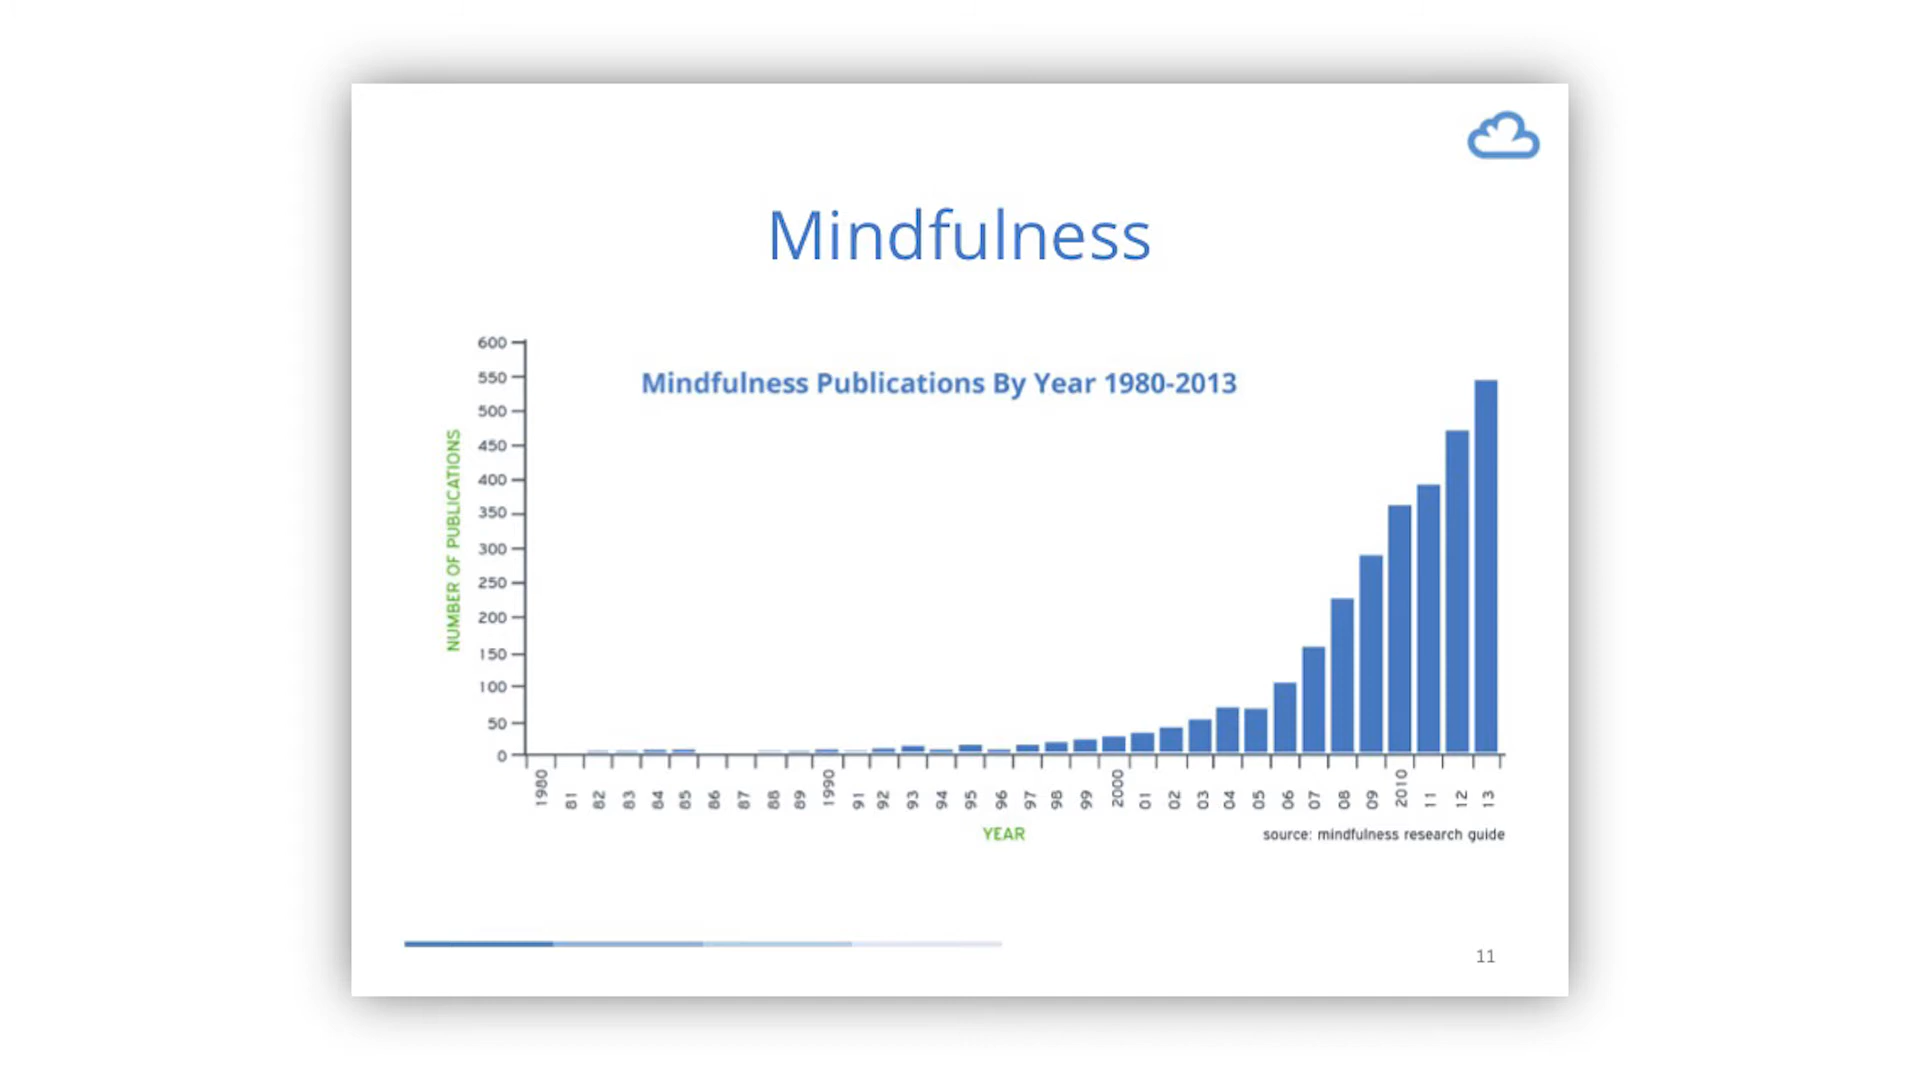 Mindfulness
Mindfulness Publications By Year 1980-2013
NUMBER OF PUBLICATIONS
600
550
500
450
400
350
300
250
200
150
100
50
0
1980 81 82 83 84 85 86 87 88 89 1990 91 92 93 94 95 96 97 98 99 2000 01 02 03 04 05 06 07 08 09 2010 11 12 13
YEAR
source: mindfulness research guide
11